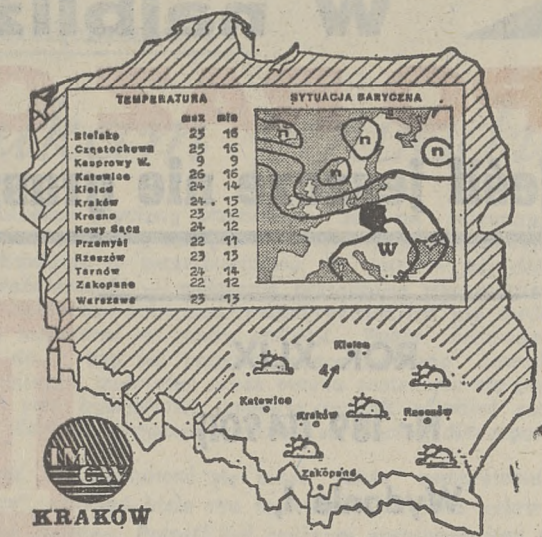 TEMPERATURA
max min
Bielsko 25 16
Częstochowa 25 16
Kasprowy W. 9 9
Katowice 26 16
Kielce 24 14
Kraków 24 15
Krosno 23 12
Nowy Sącz 24 12
Przemyśl 22 11
Rzeszów 23 13
Tarnów 24 14
Zakopane 22 12
Warszawa 23 13
SYTUACJA BARYCZNA
n
n
n
n
W
Kielce
Katowice
Kraków
Rzeszów
Zakopane
IM
GW
KRAKÓW